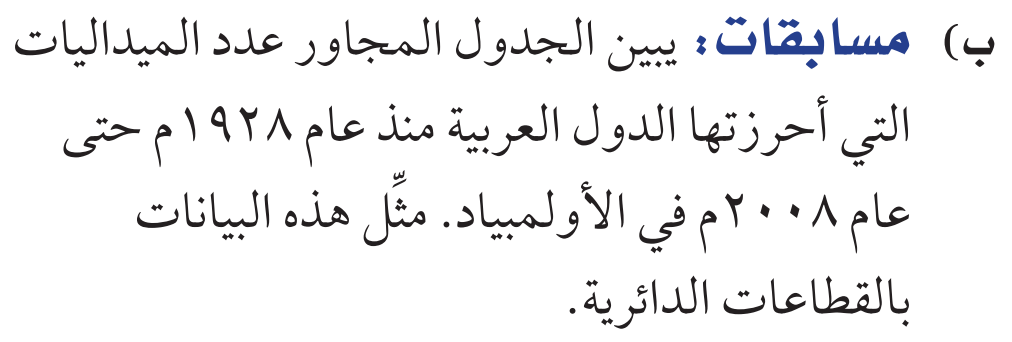 ب) مسابقات: يبين الجدول المجاور عدد الميداليات
التي أحرزتها الدول العربية منذ عام ١٩٢٨م حتى
عام ٢٠٠٨م في الأولمبياد. مثِّل هذه البيانات
بالقطاعات الدائرية.